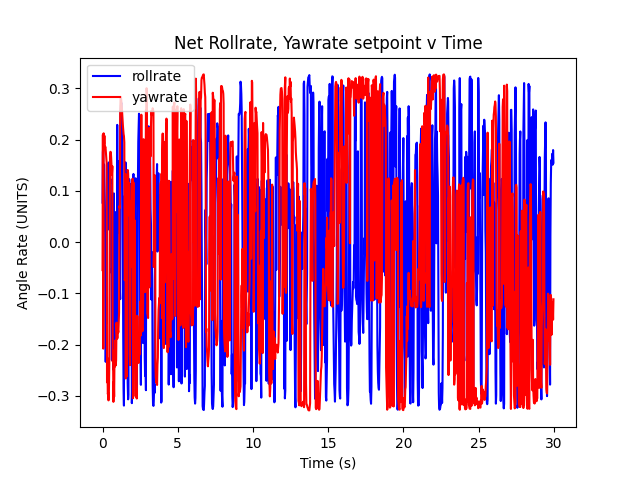 Net Rollrate, Yawrate setpoint v Time
rollrate
yawrate
Angle Rate (UNITS)
0.3
0.2
0.1
0.0
−0.1
−0.2
−0.3
0
5
10
15
20
25
30
Time (s)